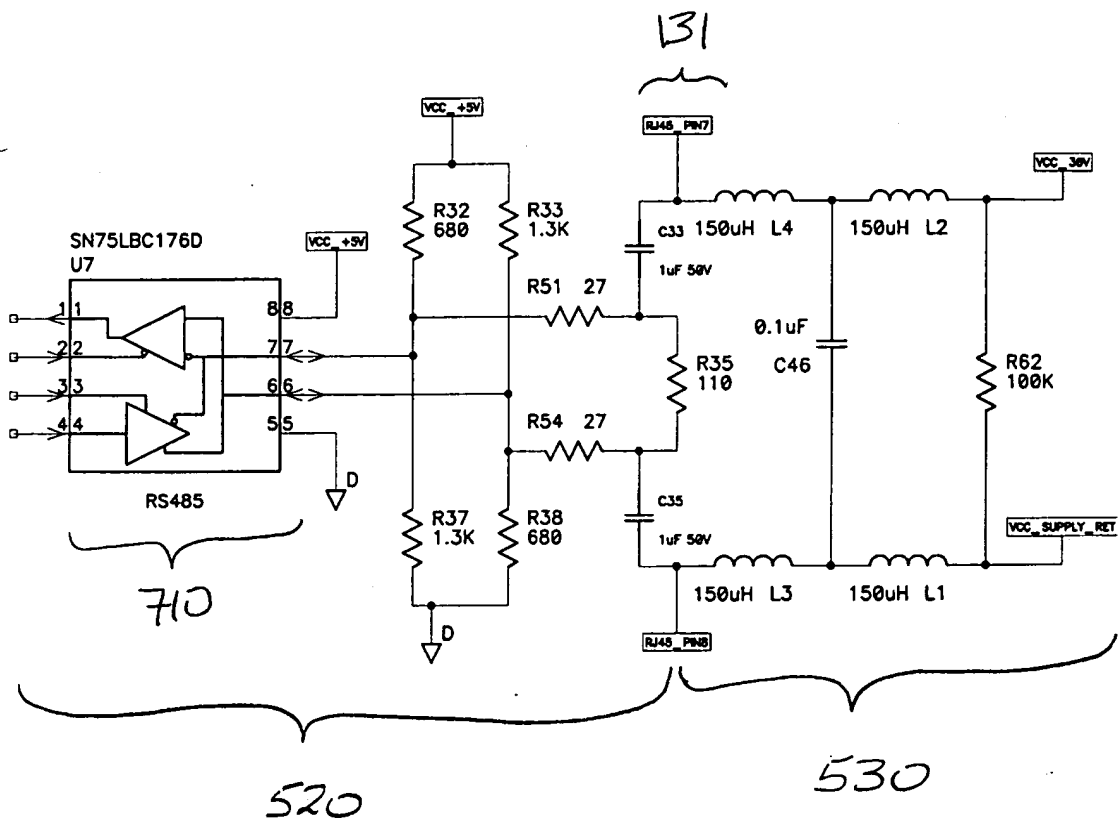 131
VCC_+5V
RJ45_PIN7
VCC_36V
R32
680
R33
1.3K
C33
1uF 50V
150uH L4
150uH L2
SN75LBC176D
U7
VCC_+5V
R51 27
1 1
8 8
2 2
7 7
3 3
6 6
4 4
5 5
0.1uF
C46
R35
110
R62
100K
R54 27
D
RS485
R37
1.3K
R38
680
C35
1uF 50V
VCC_SUPPLY_RET
150uH L3
150uH L1
710
D
RJ45_PIN8
520
530